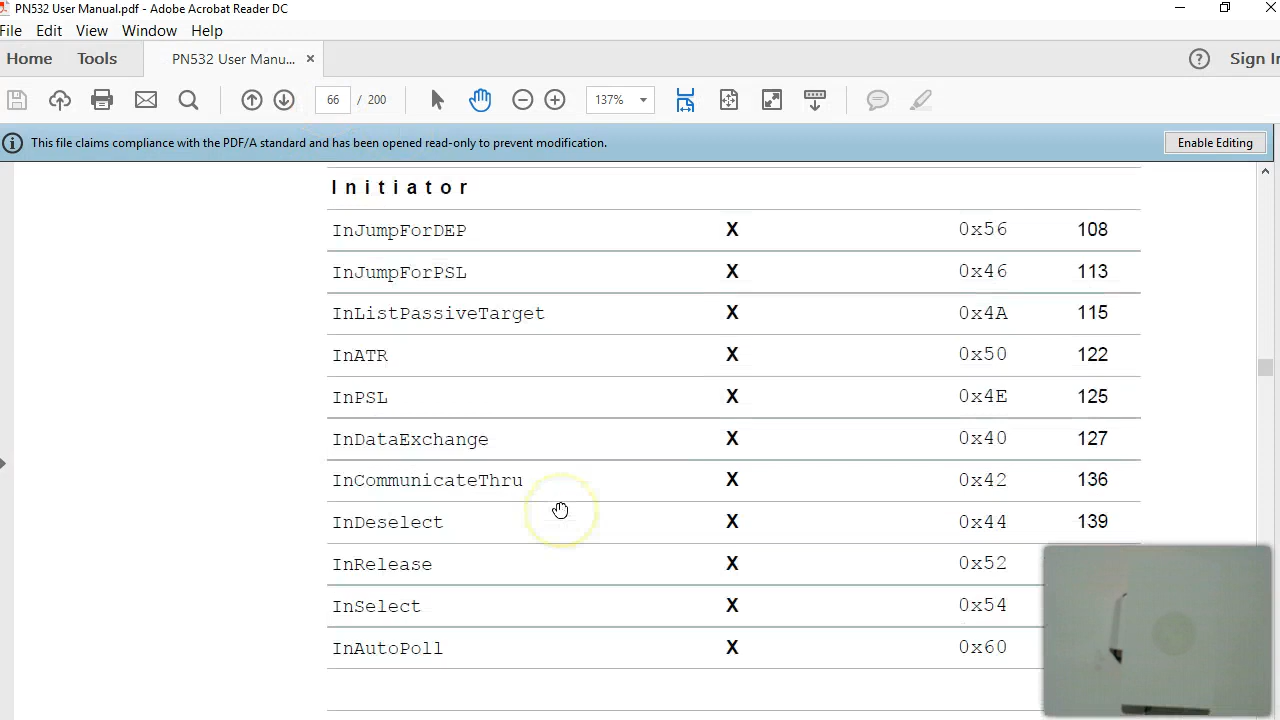 PN532 User Manual.pdf - Adobe Acrobat Reader DC
File Edit View Window Help
Home Tools PN532 User Manu... ×
? Sign In
66 / 200 137%
This file claims compliance with the PDF/A standard and has been opened read-only to prevent modification. Enable Editing
Initiator
InJumpForDEP X 0x56 108
InJumpForPSL X 0x46 113
InListPassiveTarget X 0x4A 115
InATR X 0x50 122
InPSL X 0x4E 125
InDataExchange X 0x40 127
InCommunicateThru X 0x42 136
InDeselect X 0x44 139
InRelease X 0x52
InSelect X 0x54
InAutoPoll X 0x60